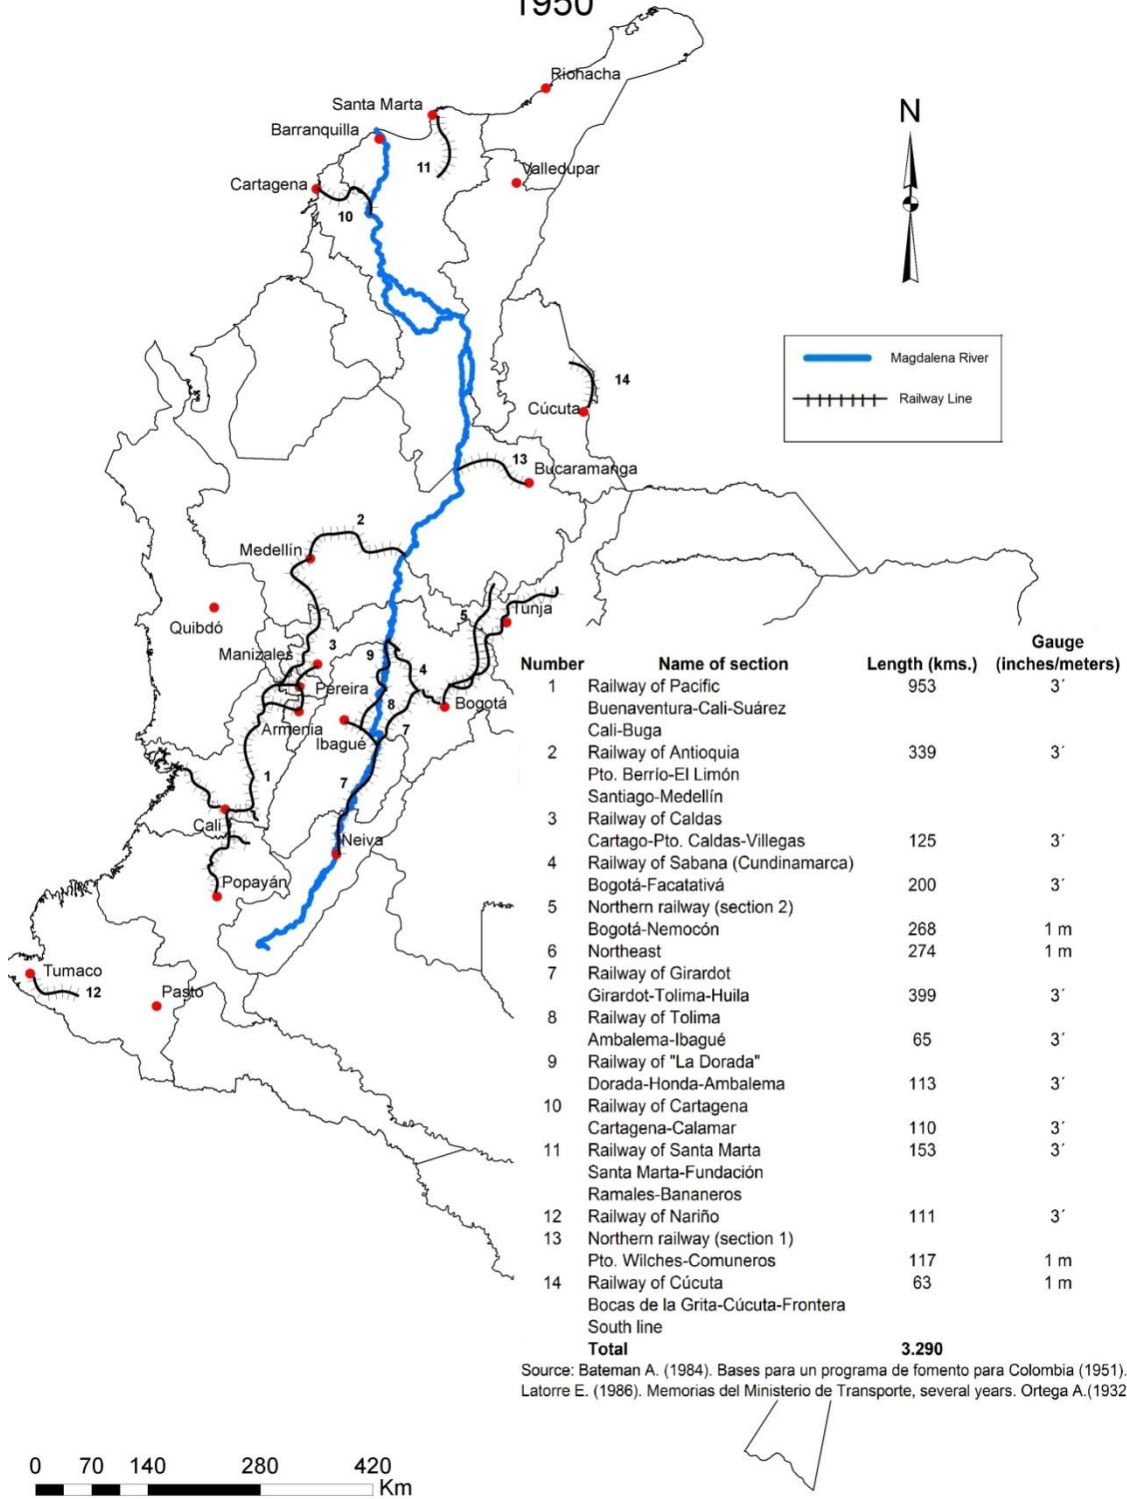 1950
Riohacha
Santa Marta
Barranquilla
11
Valledupar
Cartagena
10
N
Magdalena River
Railway Line
14
Cúcuta
13
Bucaramanga
2
Medellín
Quibdó
5
Tunja
Manizales
3
9
4
Pereira
8
Bogotá
Armenia
7
Ibagué
1
7
Cali
Neiva
Popayán
Tumaco
12
Pasto
Number Name of section Length (kms.) Gauge (inches/meters)
1 Railway of Pacific 953 3´
Buenaventura-Cali-Suárez
Cali-Buga
2 Railway of Antioquia 339 3´
Pto. Berrío-El Limón
Santiago-Medellín
3 Railway of Caldas
Cartago-Pto. Caldas-Villegas 125 3´
4 Railway of Sabana (Cundinamarca)
Bogotá-Facatativá 200 3´
5 Northern railway (section 2)
Bogotá-Nemocón 268 1 m
6 Northeast 274 1 m
7 Railway of Girardot
Girardot-Tolima-Huila 399 3´
8 Railway of Tolima
Ambalema-Ibagué 65 3´
9 Railway of "La Dorada"
Dorada-Honda-Ambalema 113 3´
10 Railway of Cartagena
Cartagena-Calamar 110 3´
11 Railway of Santa Marta 153 3´
Santa Marta-Fundación
Ramales-Bananeros
12 Railway of Nariño 111 3´
13 Northern railway (section 1)
Pto. Wilches-Comuneros 117 1 m
14 Railway of Cúcuta 63 1 m
Bocas de la Grita-Cúcuta-Frontera
South line
Total 3.290
Source: Bateman A. (1984). Bases para un programa de fomento para Colombia (1951).
Latorre E. (1986). Memorias del Ministerio de Transporte, several years. Ortega A.(1932
0 70 140 280 420
Km